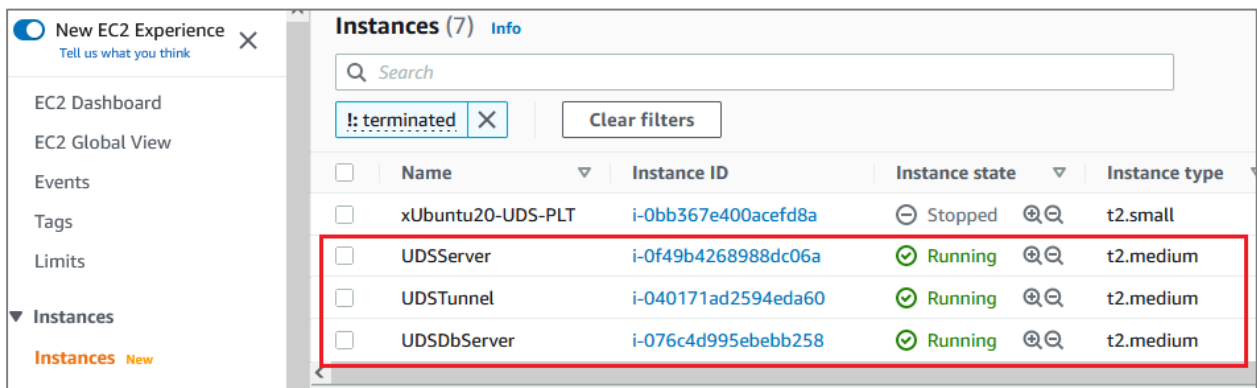 New EC2 Experience
Tell us what you think
EC2 Dashboard
EC2 Global View
Events
Tags
Limits
Instances
Instances New
Instances (7) Info
Search
!: terminated
Clear filters
Name Instance ID Instance state Instance type
xUbuntu20-UDS-PLT i-0bb367e400acefd8a Stopped t2.small
UDSServer i-0f49b4268988dc06a Running t2.medium
UDSTunnel i-040171ad2594eda60 Running t2.medium
UDSDbServer i-076c4d995ebebb258 Running t2.medium